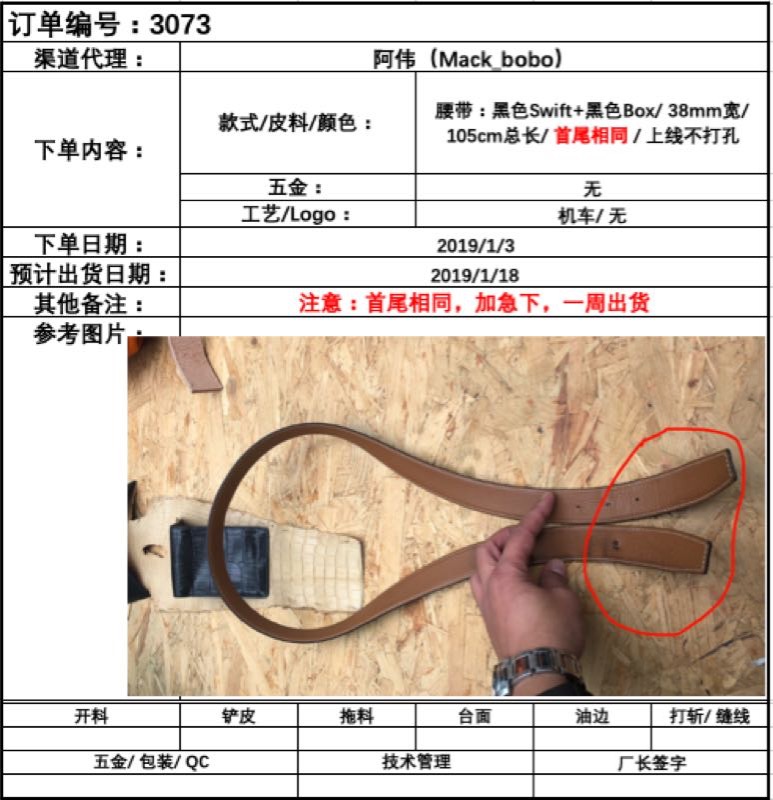 订单编号：3073
渠道代理： 阿伟（Mack_bobo）
下单内容： 款式/皮料/颜色： 腰带：黑色Swift+黑色Box/ 38mm宽/
105cm总长/ 首尾相同 / 上线不打孔
五金： 无
工艺/Logo： 机车/ 无
下单日期： 2019/1/3
预计出货日期： 2019/1/18
其他备注： 注意：首尾相同，加急下，一周出货
参考图片：
开料 铲皮 拖料 台面 油边 打斩/ 缝线
五金/ 包装/ QC 技术管理 厂长签字